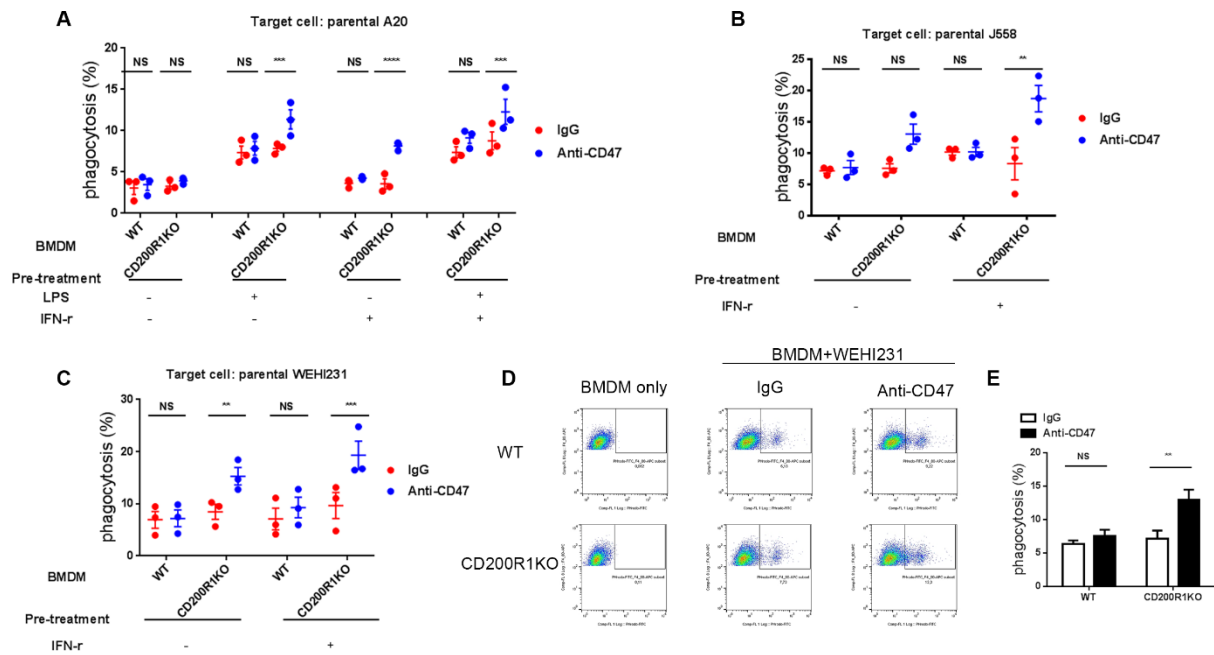 A
Target cell: parental A20
NS NS NS *** NS **** NS ***
phagocytosis (%)
20
15
10
5
0
IgG
Anti-CD47
WT CD200R1KO WT CD200R1KO WT CD200R1KO WT CD200R1KO
BMDM
Pre-treatment
LPS - + - +
IFN-r - - + +
B
Target cell: parental J558
NS NS NS **
phagocytosis (%)
25
20
15
10
5
0
IgG
Anti-CD47
WT CD200R1KO WT CD200R1KO
BMDM
Pre-treatment
IFN-r - +
C
Target cell: parental WEHI231
NS ** NS ***
phagocytosis (%)
30
20
10
0
IgG
Anti-CD47
WT CD200R1KO WT CD200R1KO
BMDM
Pre-treatment
IFN-r - +
D
BMDM+WEHI231
BMDM only IgG Anti-CD47
WT
CD200R1KO
E
IgG
Anti-CD47
NS **
phagocytosis (%)
20
15
10
5
0
WT CD200R1KO